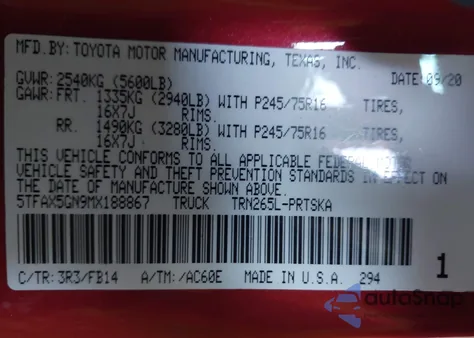 MFD.BY: TOYOTA MOTOR MANUFACTURING, TEXAS, INC.
GVWR: 2540KG (5600LB) DATE 09/20
GAWR: FRT. 1335KG (2940LB) WITH P245/75R16 TIRES,
16X7J RIMS.
RR. 1490KG (3280LB) WITH P245/75R16 TIRES,
16X7J RIMS.
THIS VEHICLE CONFORMS TO ALL APPLICABLE FEDERAL MOTOR
VEHICLE SAFETY AND THEFT PREVENTION STANDARDS IN EFFECT ON
THE DATE OF MANUFACTURE SHOWN ABOVE.
5TFAX5GN9MX188867 TRUCK TRN265L-PRTSKA
C/TR: 3R3/FB14 A/TM: /AC60E MADE IN U.S.A. 294 1
autoSnap